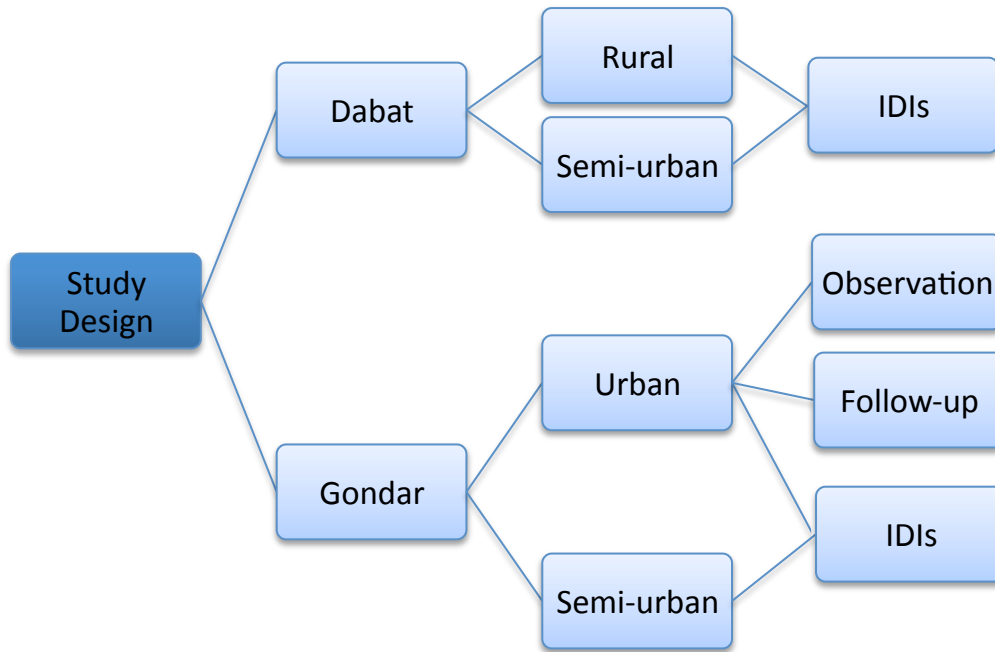 Study
Design
Dabat
Gondar
Rural
Semi-urban
Urban
Semi-urban
IDIs
Observation
Follow-up
IDIs